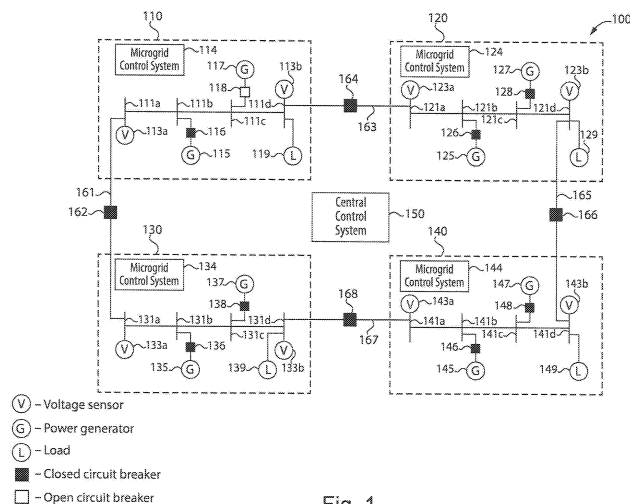 100
110
120
Microgrid Control System
114
117
G
118
113b
V
111a
111b
111c
111d
V
113a
116
G
115
119
L
164
163
Microgrid Control System
124
127
G
128
123a
V
123b
V
121a
121b
121c
121d
126
125
G
129
L
161
162
Central Control System
150
165
166
130
140
Microgrid Control System
134
137
G
138
131a
131b
131c
131d
V
133a
136
135
G
139
L
V
133b
168
167
Microgrid Control System
144
147
G
148
V
143a
143b
V
141a
141b
141c
141d
146
145
G
149
L
V – Voltage sensor
G – Power generator
L – Load
– Closed circuit breaker
– Open circuit breaker
Fig. 1